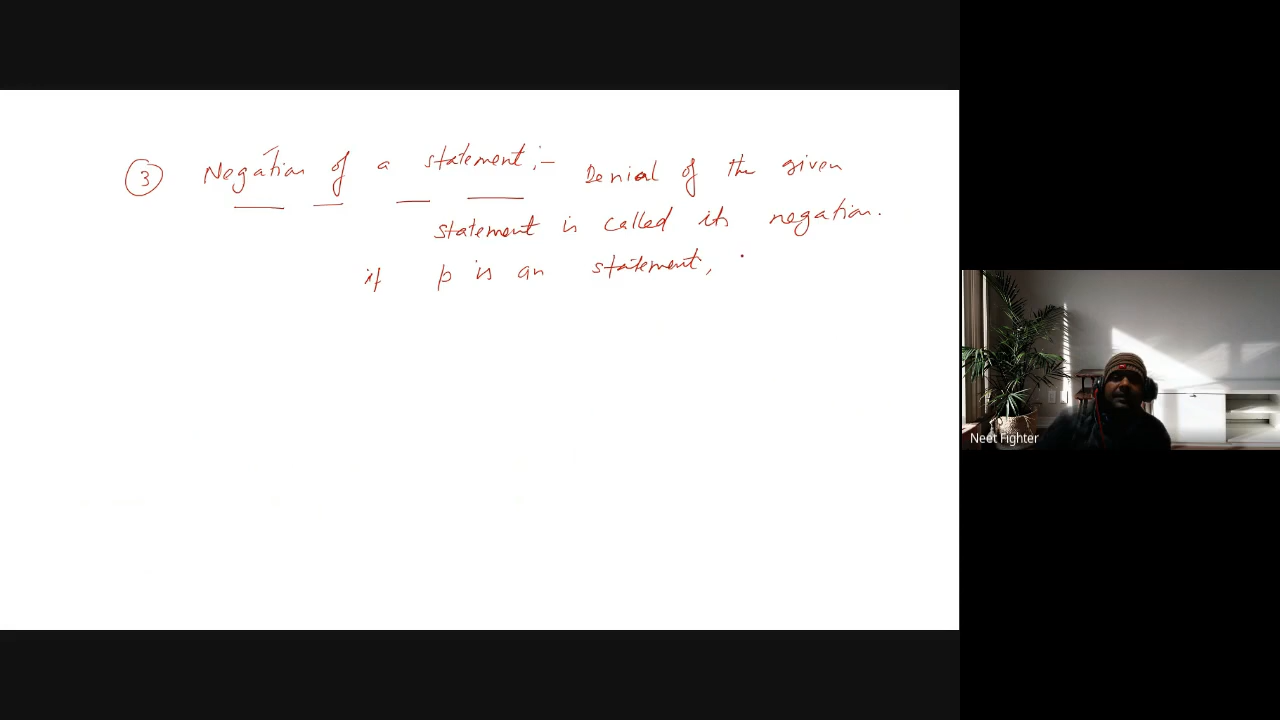 ③ Negation of a statement :- Denial of the given
statement is called its negation.
if p is an statement,
Neet Fighter